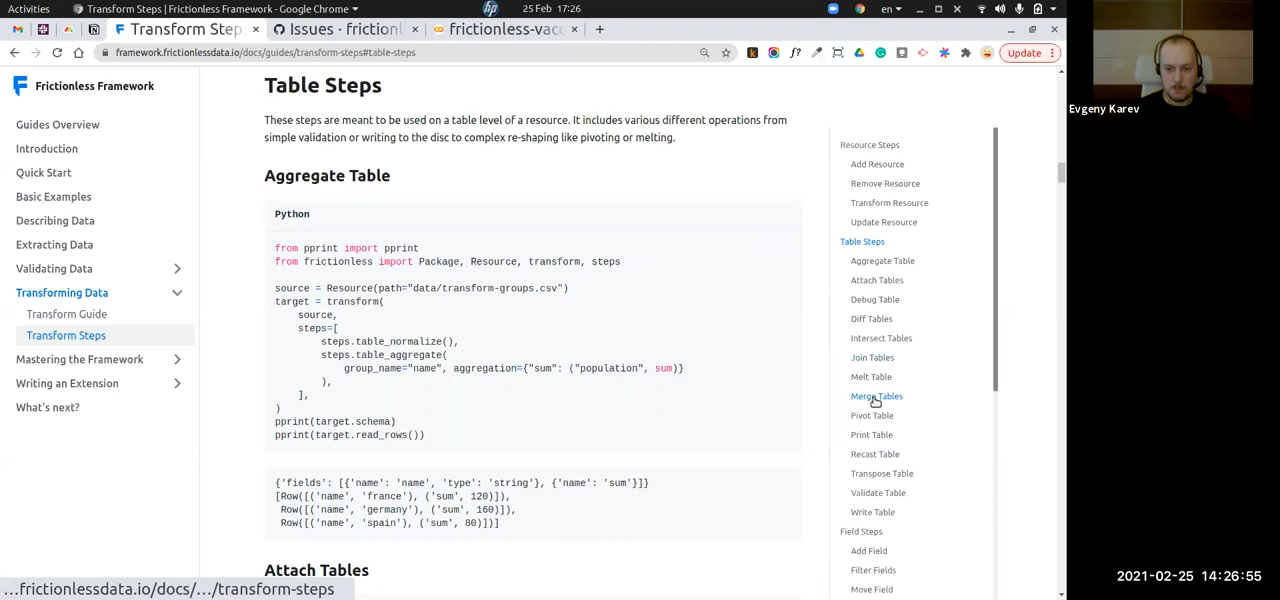 Activities
Transform Steps | Frictionless Framework - Google Chrome
25 Feb 17:26
en
Transform Step
Issues · friction
frictionless-vacc
framework.frictionlessdata.io/docs/guides/transform-steps#table-steps
Update
Frictionless Framework
Guides Overview
Introduction
Quick Start
Basic Examples
Describing Data
Extracting Data
Validating Data
Transforming Data
Transform Guide
Transform Steps
Mastering the Framework
Writing an Extension
What's next?
Table Steps
These steps are meant to be used on a table level of a resource. It includes various different operations from
simple validation or writing to the disc to complex re-shaping like pivoting or melting.
Aggregate Table
Python
from pprint import pprint
from frictionless import Package, Resource, transform, steps
source = Resource(path="data/transform-groups.csv")
target = transform(
source,
steps=[
steps.table_normalize(),
steps.table_aggregate(
group_name="name", aggregation={"sum": ("population", sum)}
),
],
)
pprint(target.schema)
pprint(target.read_rows())
{'fields': [{'name': 'name', 'type': 'string'}, {'name': 'sum'}]}
[Row([('name', 'france'), ('sum', 120)]),
Row([('name', 'germany'), ('sum', 160)]),
Row([('name', 'spain'), ('sum', 80)])]
Attach Tables
Resource Steps
Add Resource
Remove Resource
Transform Resource
Update Resource
Table Steps
Aggregate Table
Attach Tables
Debug Table
Diff Tables
Intersect Tables
Join Tables
Melt Table
Merge Tables
Pivot Table
Print Table
Recast Table
Transpose Table
Validate Table
Write Table
Field Steps
Add Field
Filter Fields
Move Field
...frictionlessdata.io/docs/.../transform-steps
Evgeny Karev
2021-02-25 14:26:55